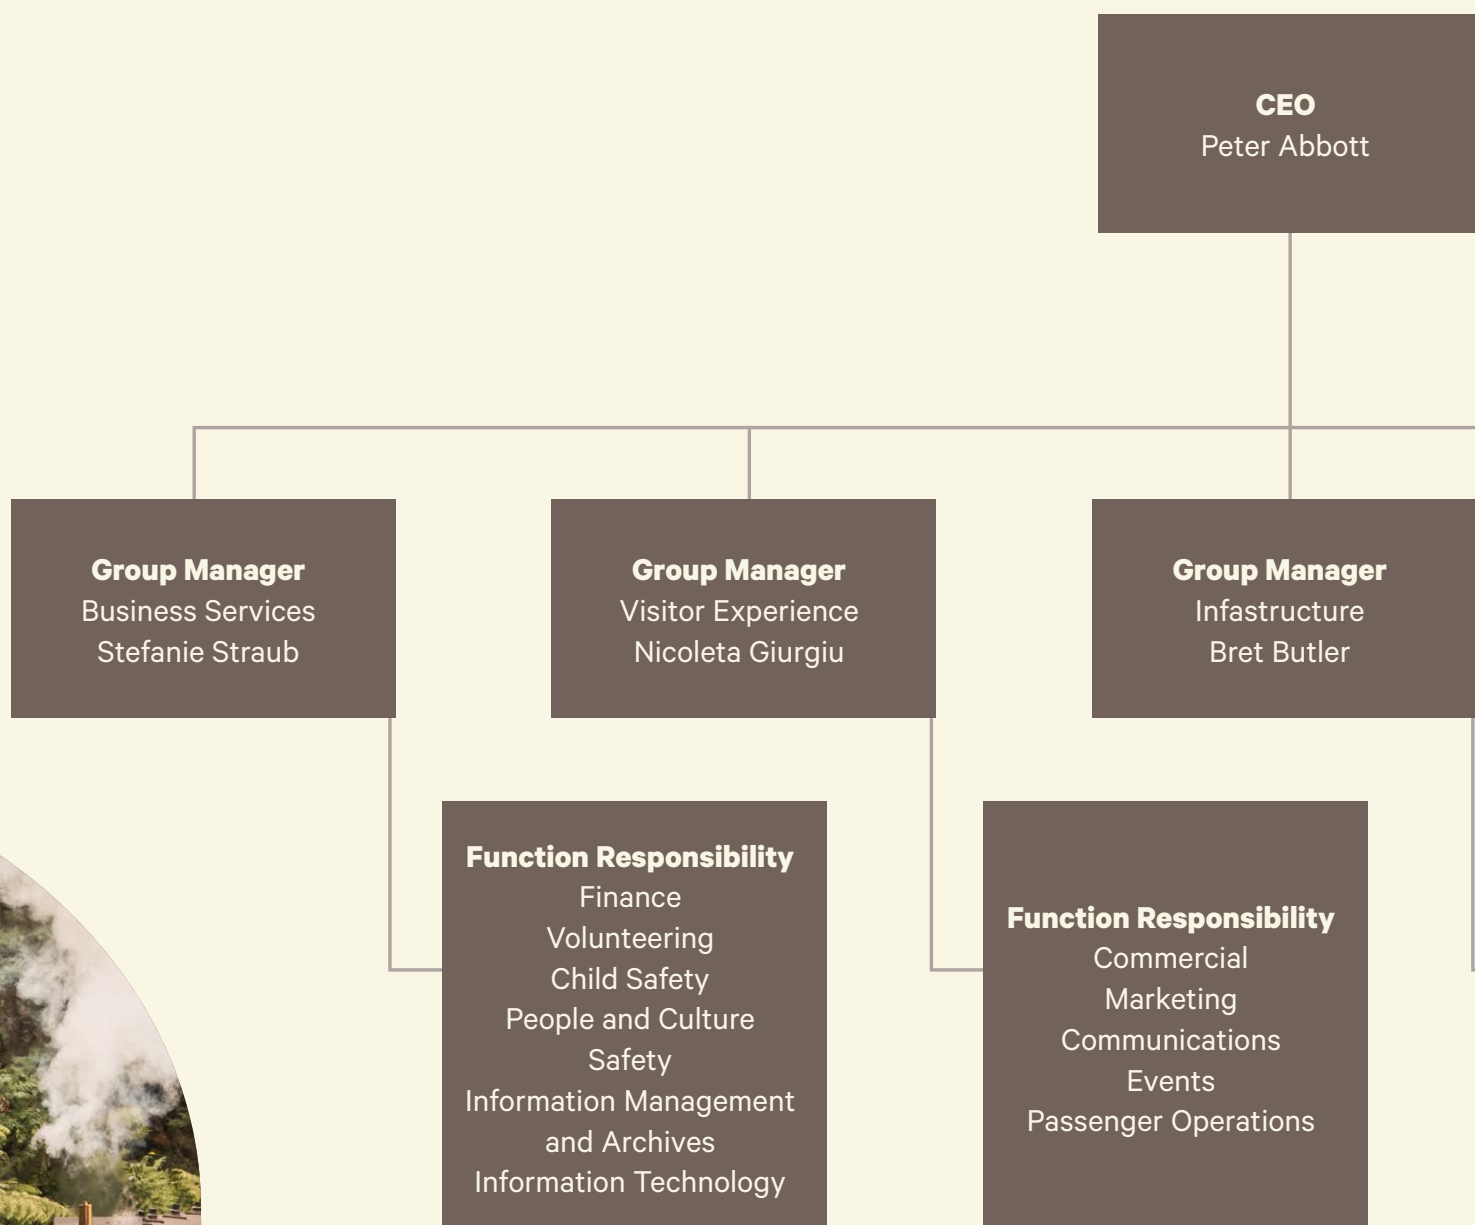 CEO
Peter Abbott
Group Manager
Business Services
Stefanie Straub
Group Manager
Visitor Experience
Nicoleta Giurgiu
Group Manager
Infastructure
Bret Butler
Function Responsibility
Finance
Volunteering
Child Safety
People and Culture
Safety
Information Management
and Archives
Information Technology
Function Responsibility
Commercial
Marketing
Communications
Events
Passenger Operations